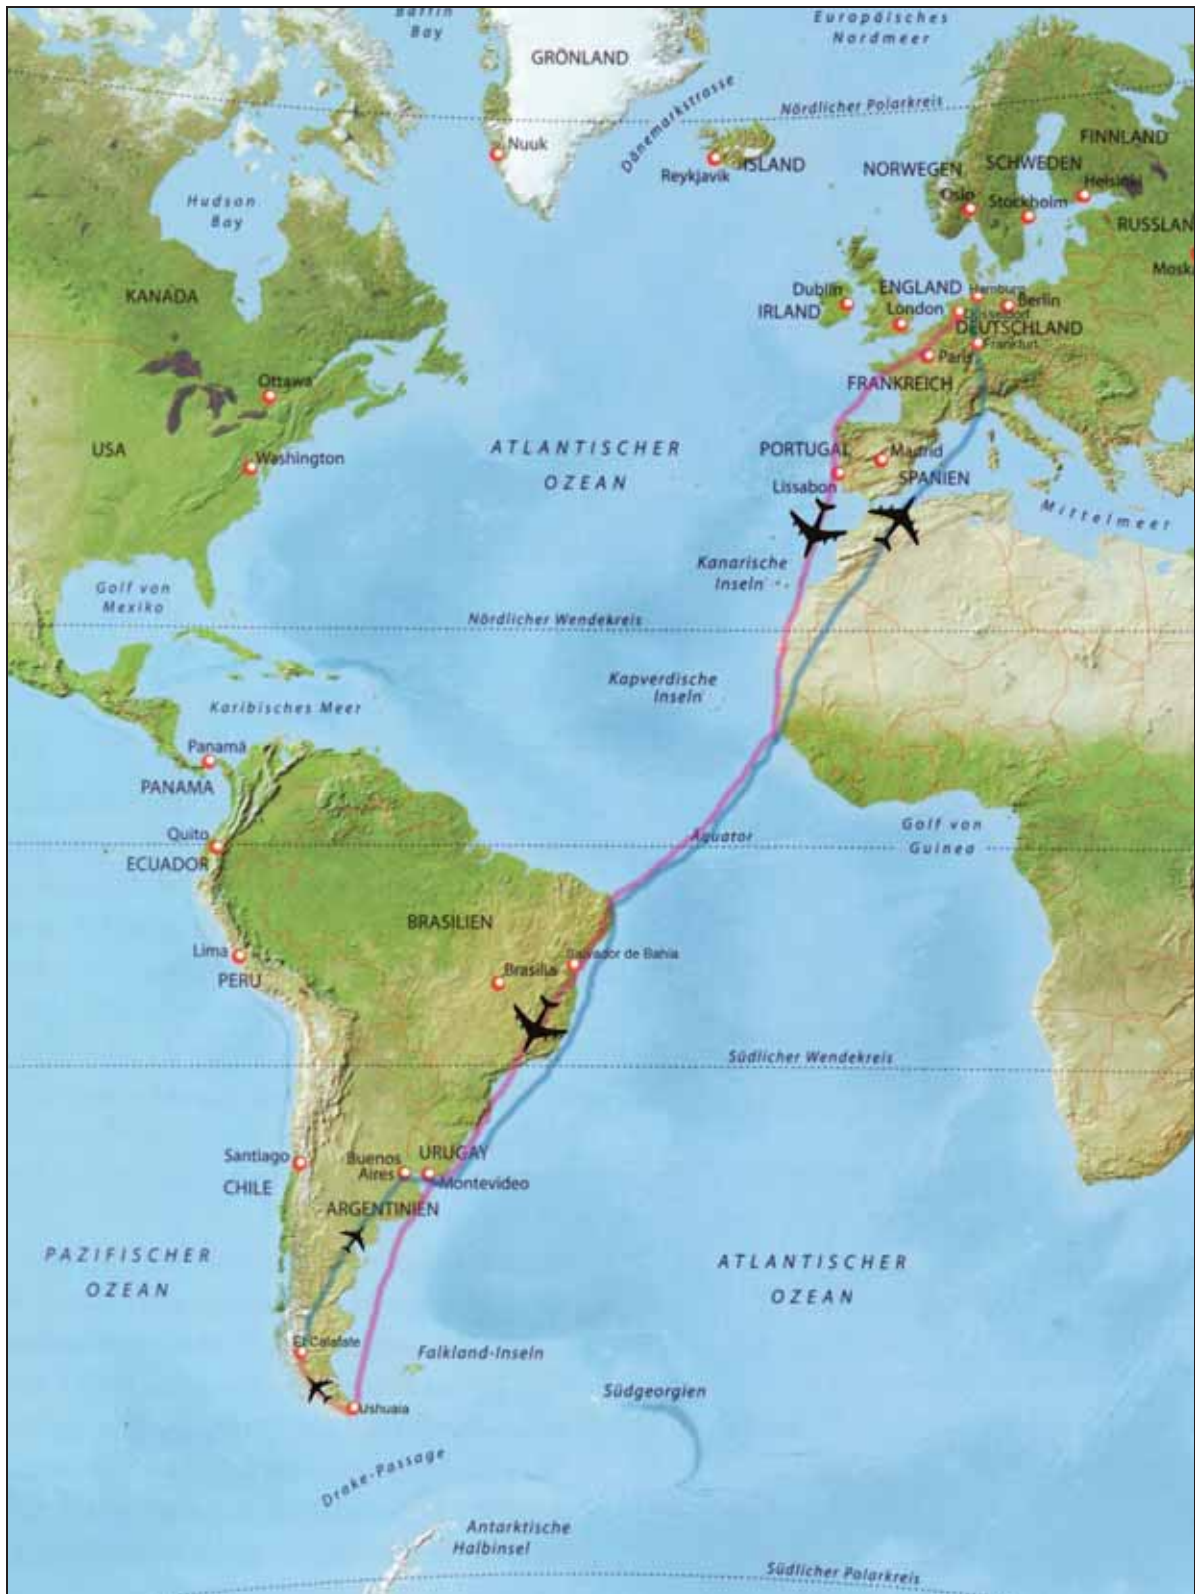 Baffin
Bay
Europäisches
Nordmeer
GRÖNLAND
Dänemarkstrasse
Nördlicher Polarkreis
Nuuk
Reykjavik
ISLAND
NORWEGEN
SCHWEDEN
FINNLAND
Helsinki
Oslo
Stockholm
RUSSLAN
Moska
Hudson
Bay
KANADA
Dublin
IRLAND
ENGLAND
London
Hamburg
Berlin
Düsseldorf
DEUTSCHLAND
Frankfurt
Paris
FRANKREICH
Ottawa
USA
Washington
ATLANTISCHER
OZEAN
PORTUGAL
Lissabon
Madrid
SPANIEN
Mittelmeer
Kanarische
Inseln
Golf von
Mexiko
Nördlicher Wendekreis
Kapverdische
Inseln
Karibisches Meer
Panamá
PANAMA
Quito
ECUADOR
Äquator
Golf von
Guinea
BRASILIEN
Lima
PERU
Salvador de Bahia
Brasilia
Südlicher Wendekreis
Santiago
CHILE
Buenos
Aires
URUGAY
Montevideo
ARGENTINIEN
PAZIFISCHER
OZEAN
ATLANTISCHER
OZEAN
El Calafate
Falkland-Inseln
Südgeorgien
Ushuaia
Drake-Passage
Antarktische
Halbinsel
Südlicher Polarkreis